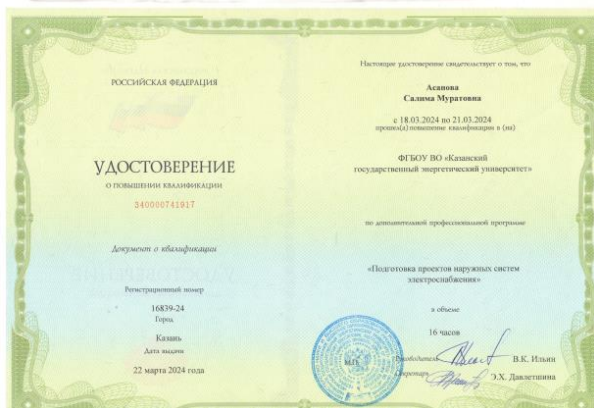 РОССИЙСКАЯ ФЕДЕРАЦИЯ
УДОСТОВЕРЕНИЕ
О ПОВЫШЕНИИ КВАЛИФИКАЦИИ
340000741917
Документ о квалификации
Регистрационный номер
16839-24
Город
Казань
Дата выдачи
22 марта 2024 года
Настоящее удостоверение свидетельствует о том, что
Асанова
Салима Муратовна
с 18.03.2024 по 21.03.2024
прошел(а) повышение квалификации в (на)
ФГБОУ ВО «Казанский
государственный энергетический университет»
по дополнительной профессиональной программе
«Подготовка проектов наружных систем
электроснабжения»
в объеме
16 часов
М.П.
Руководитель В.К. Ильин
Секретарь Э.Х. Давлетшина